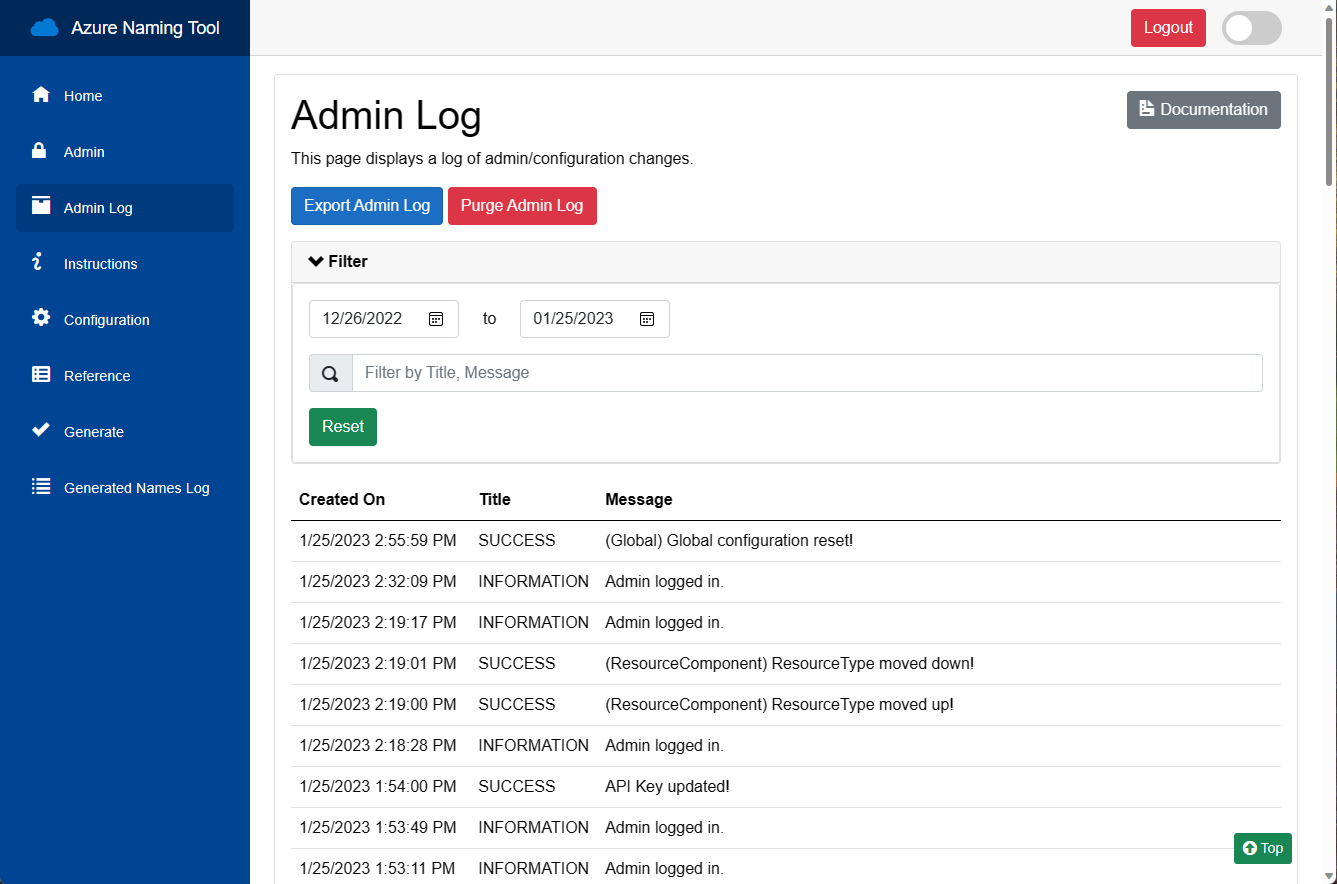 Azure Naming Tool
Logout
Home
Admin
Admin Log
Instructions
Configuration
Reference
Generate
Generated Names Log
Admin Log
Documentation
This page displays a log of admin/configuration changes.
Export Admin Log Purge Admin Log
Filter
12/26/2022 to 01/25/2023
Filter by Title, Message
Reset
Created On Title Message
1/25/2023 2:55:59 PM SUCCESS (Global) Global configuration reset!
1/25/2023 2:32:09 PM INFORMATION Admin logged in.
1/25/2023 2:19:17 PM INFORMATION Admin logged in.
1/25/2023 2:19:01 PM SUCCESS (ResourceComponent) ResourceType moved down!
1/25/2023 2:19:00 PM SUCCESS (ResourceComponent) ResourceType moved up!
1/25/2023 2:18:28 PM INFORMATION Admin logged in.
1/25/2023 1:54:00 PM SUCCESS API Key updated!
1/25/2023 1:53:49 PM INFORMATION Admin logged in.
1/25/2023 1:53:11 PM INFORMATION Admin logged in.
Top